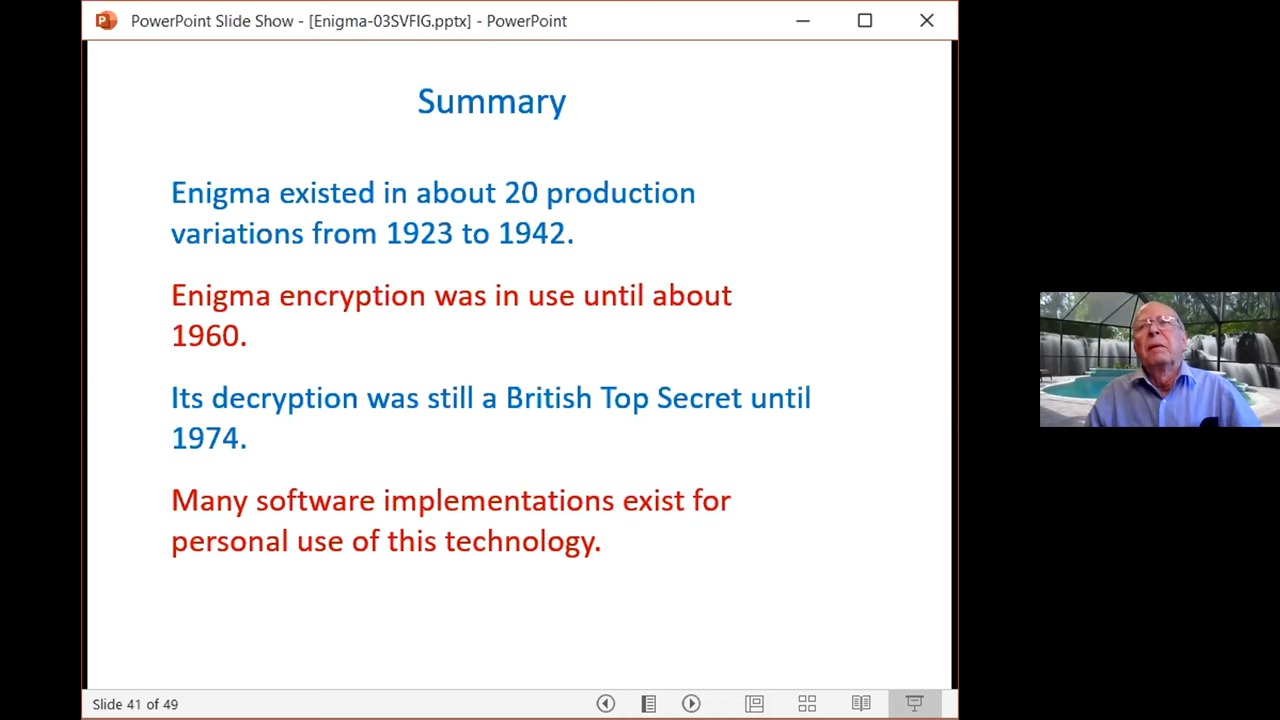 PowerPoint Slide Show - [Enigma-03SVFIG.pptx] - PowerPoint
Summary
Enigma existed in about 20 production
variations from 1923 to 1942.
Enigma encryption was in use until about
1960.
Its decryption was still a British Top Secret until
1974.
Many software implementations exist for
personal use of this technology.
Slide 41 of 49